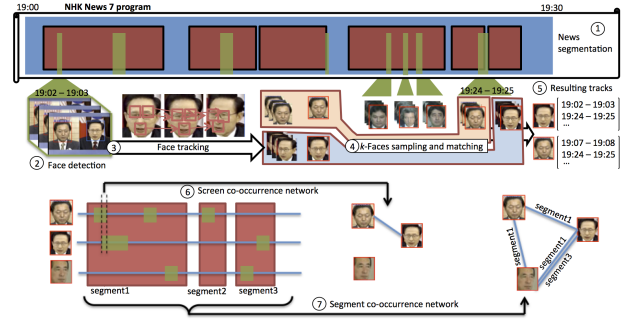 19:00
NHK News 7 program
19:30
1
News
segmentation
19:02 − 19:03
19:24 − 19:25
5 Resulting tracks
19:02 − 19:03
19:24 − 19:25
...
2 Face detection
3 Face tracking
4 k-Faces sampling and matching
19:07 − 19:08
19:24 − 19:25
...
6 Screen co-occurrence network
segment1
segment2
segment3
segment1
segment1
segment1
segment3
7 Segment co-occurrence network